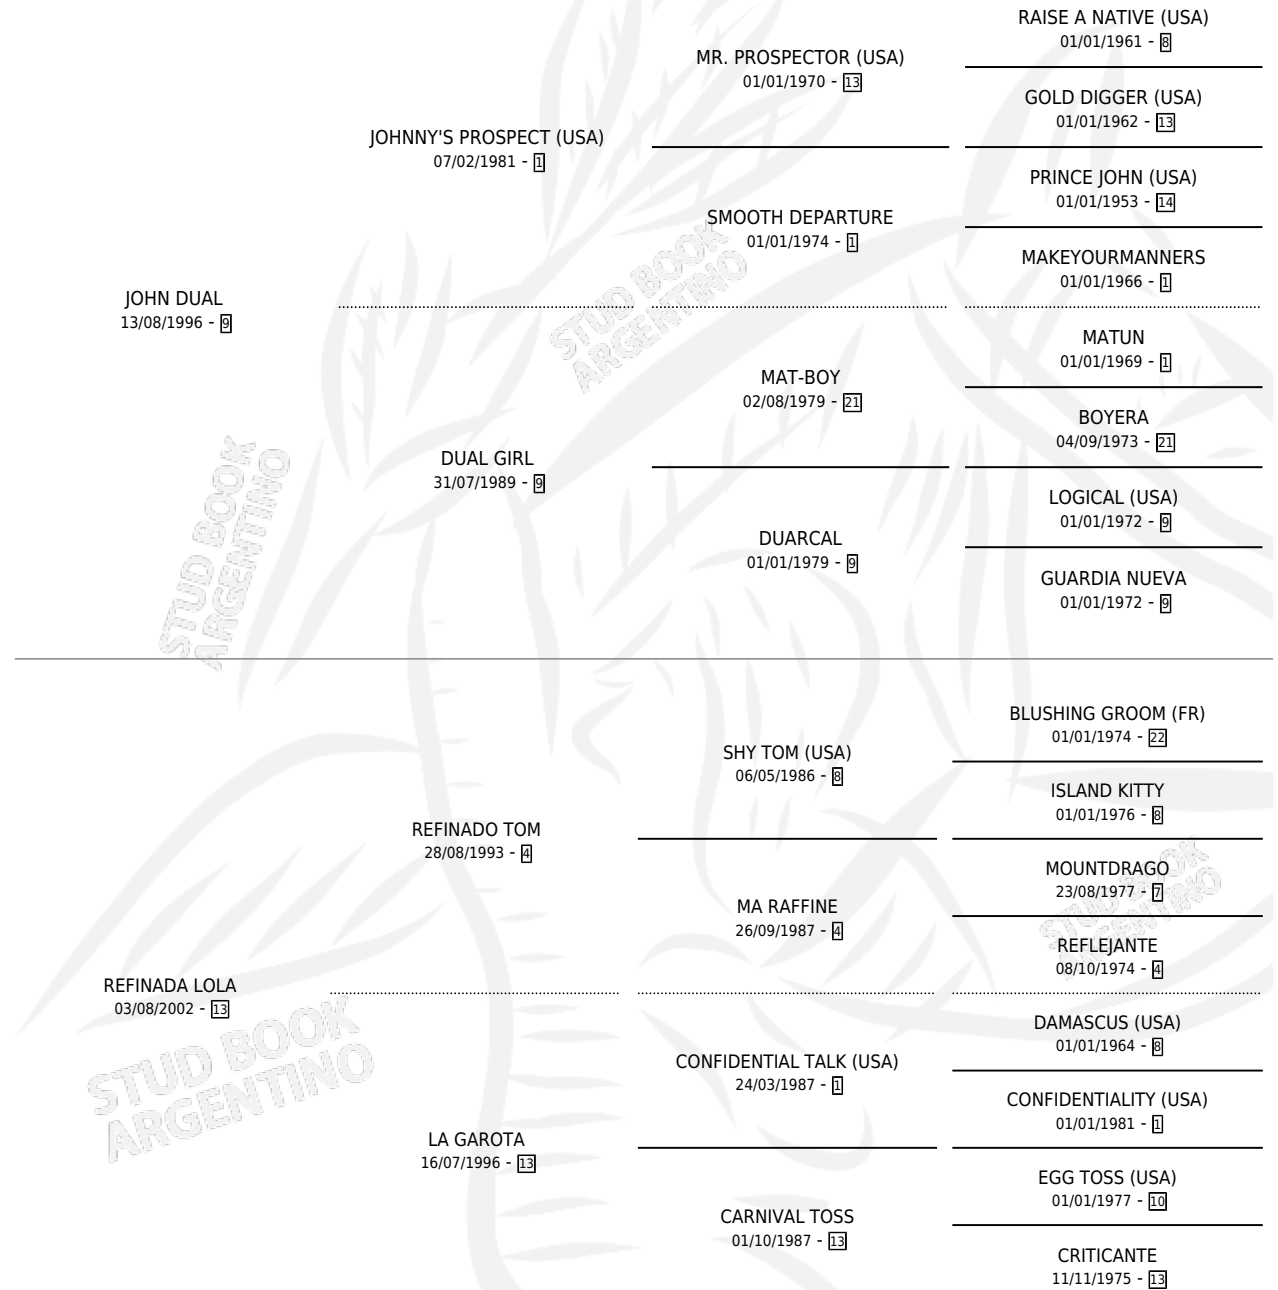 RAISE A NATIVE (USA)
01/01/1961 - 8
MR. PROSPECTOR (USA)
01/01/1970 - 13
GOLD DIGGER (USA)
01/01/1962 - 13
JOHNNY'S PROSPECT (USA)
07/02/1981 - 1
PRINCE JOHN (USA)
01/01/1953 - 14
SMOOTH DEPARTURE
01/01/1974 - 1
MAKEYOURMANNERS
01/01/1966 - 1
JOHN DUAL
13/08/1996 - 9
MATUN
01/01/1969 - 1
MAT-BOY
02/08/1979 - 21
BOYERA
04/09/1973 - 21
DUAL GIRL
31/07/1989 - 9
LOGICAL (USA)
01/01/1972 - 9
DUARCAL
01/01/1979 - 9
GUARDIA NUEVA
01/01/1972 - 9
BLUSHING GROOM (FR)
01/01/1974 - 22
SHY TOM (USA)
06/05/1986 - 8
ISLAND KITTY
01/01/1976 - 8
REFINADO TOM
28/08/1993 - 4
MOUNTDRAGO
23/08/1977 - 7
MA RAFFINE
26/09/1987 - 4
REFLEJANTE
08/10/1974 - 4
REFINADA LOLA
03/08/2002 - 13
DAMASCUS (USA)
01/01/1964 - 8
CONFIDENTIAL TALK (USA)
24/03/1987 - 1
CONFIDENTIALITY (USA)
01/01/1981 - 1
LA GAROTA
16/07/1996 - 13
EGG TOSS (USA)
01/01/1977 - 10
CARNIVAL TOSS
01/10/1987 - 13
CRITICANTE
11/11/1975 - 13
STUD BOOK
ARGENTINO
STUD BOOK
ARGENTINO
STUD BOOK
ARGENTINO
STUD BOOK
ARGENTINO